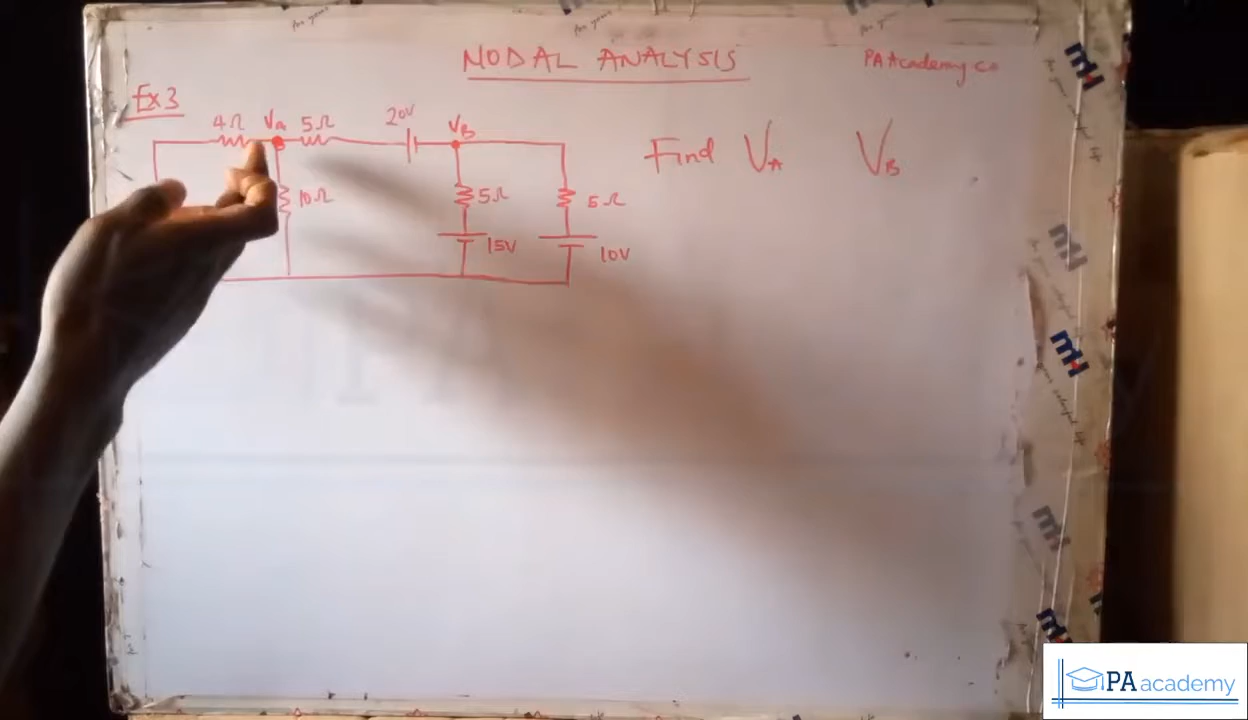 NODAL ANALYSIS
PA Academy Co
Ex 3
4Ω VA 5Ω 20V VB
Find VA VB
10Ω 5Ω 5Ω
15V 10V
PA academy